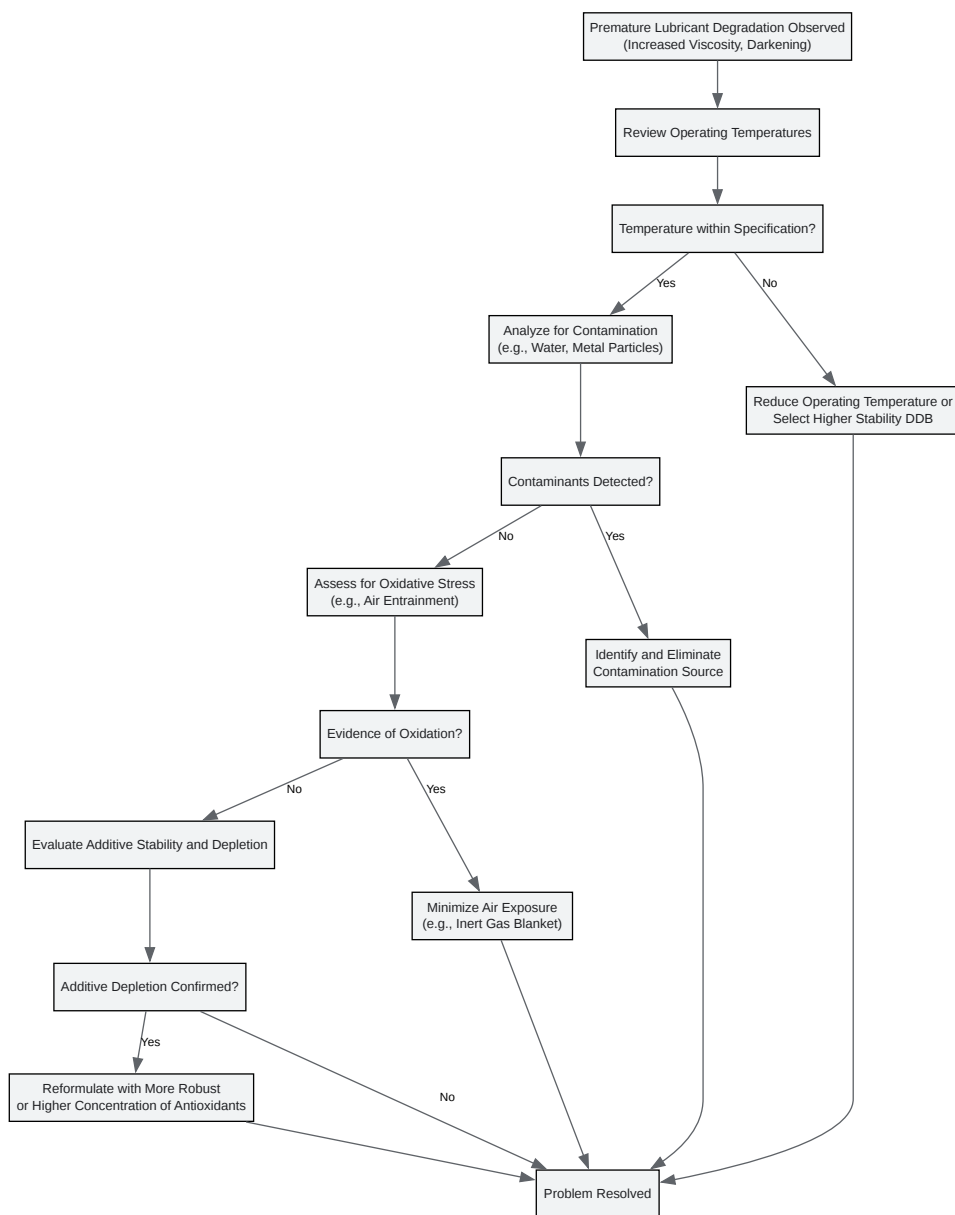 Premature Lubricant Degradation Observed
(Increased Viscosity, Darkening)
Review Operating Temperatures
Temperature within Specification?
Yes
No
Analyze for Contamination
(e.g., Water, Metal Particles)
Reduce Operating Temperature or
Select Higher Stability DDB
Contaminants Detected?
No
Yes
Assess for Oxidative Stress
(e.g., Air Entrainment)
Identify and Eliminate
Contamination Source
Evidence of Oxidation?
No
Yes
Evaluate Additive Stability and Depletion
Minimize Air Exposure
(e.g., Inert Gas Blanket)
Additive Depletion Confirmed?
Yes
No
Reformulate with More Robust
or Higher Concentration of Antioxidants
Problem Resolved